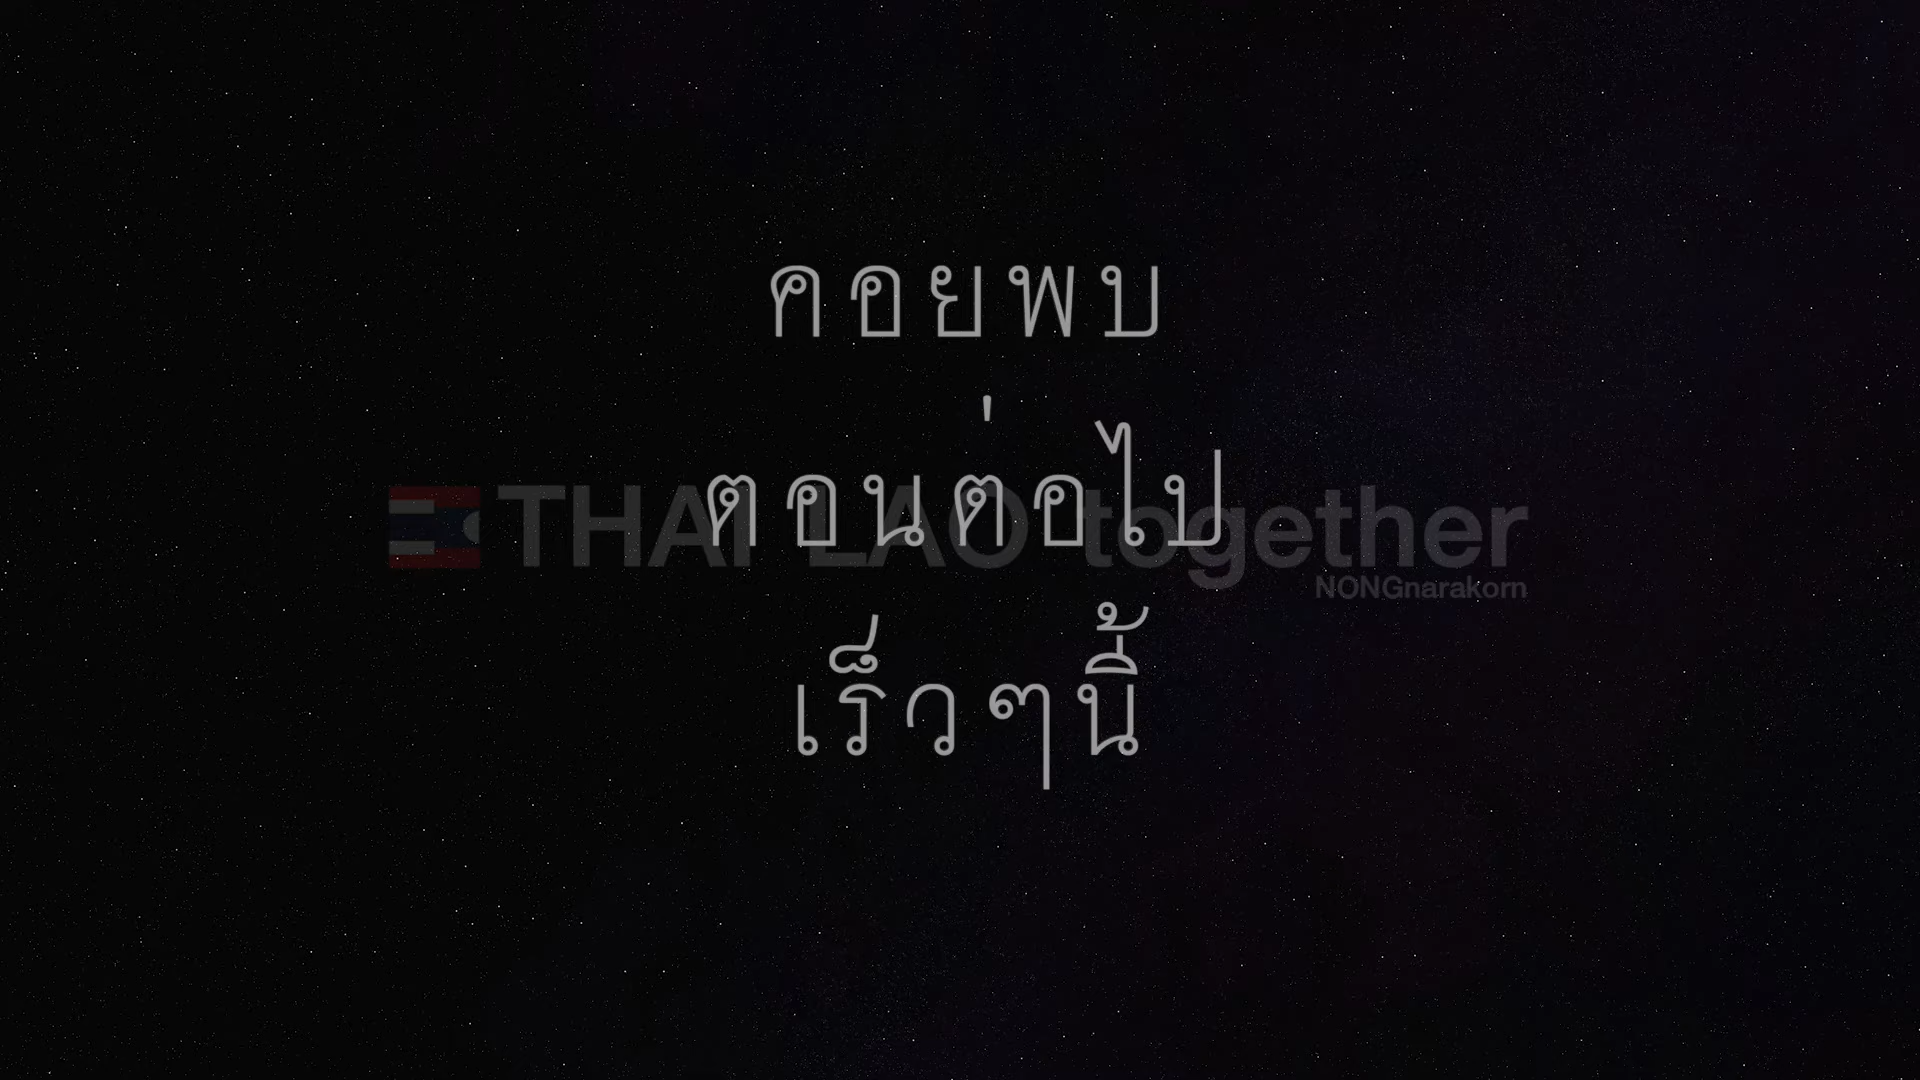 คอยพบ
ตอนต่อไป
THAI LAO together
NONGnarakorn
เร็วๆนี้